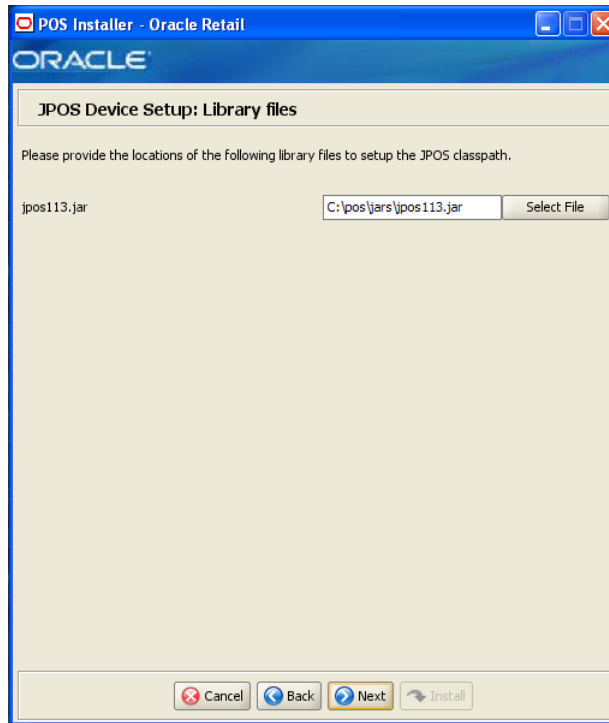 POS Installer - Oracle Retail
ORACLE
JPOS Device Setup: Library files
Please provide the locations of the following library files to setup the JPOS classpath.
jpos113.jar C:\pos\jars\jpos113.jar Select File
Cancel Back Next Install